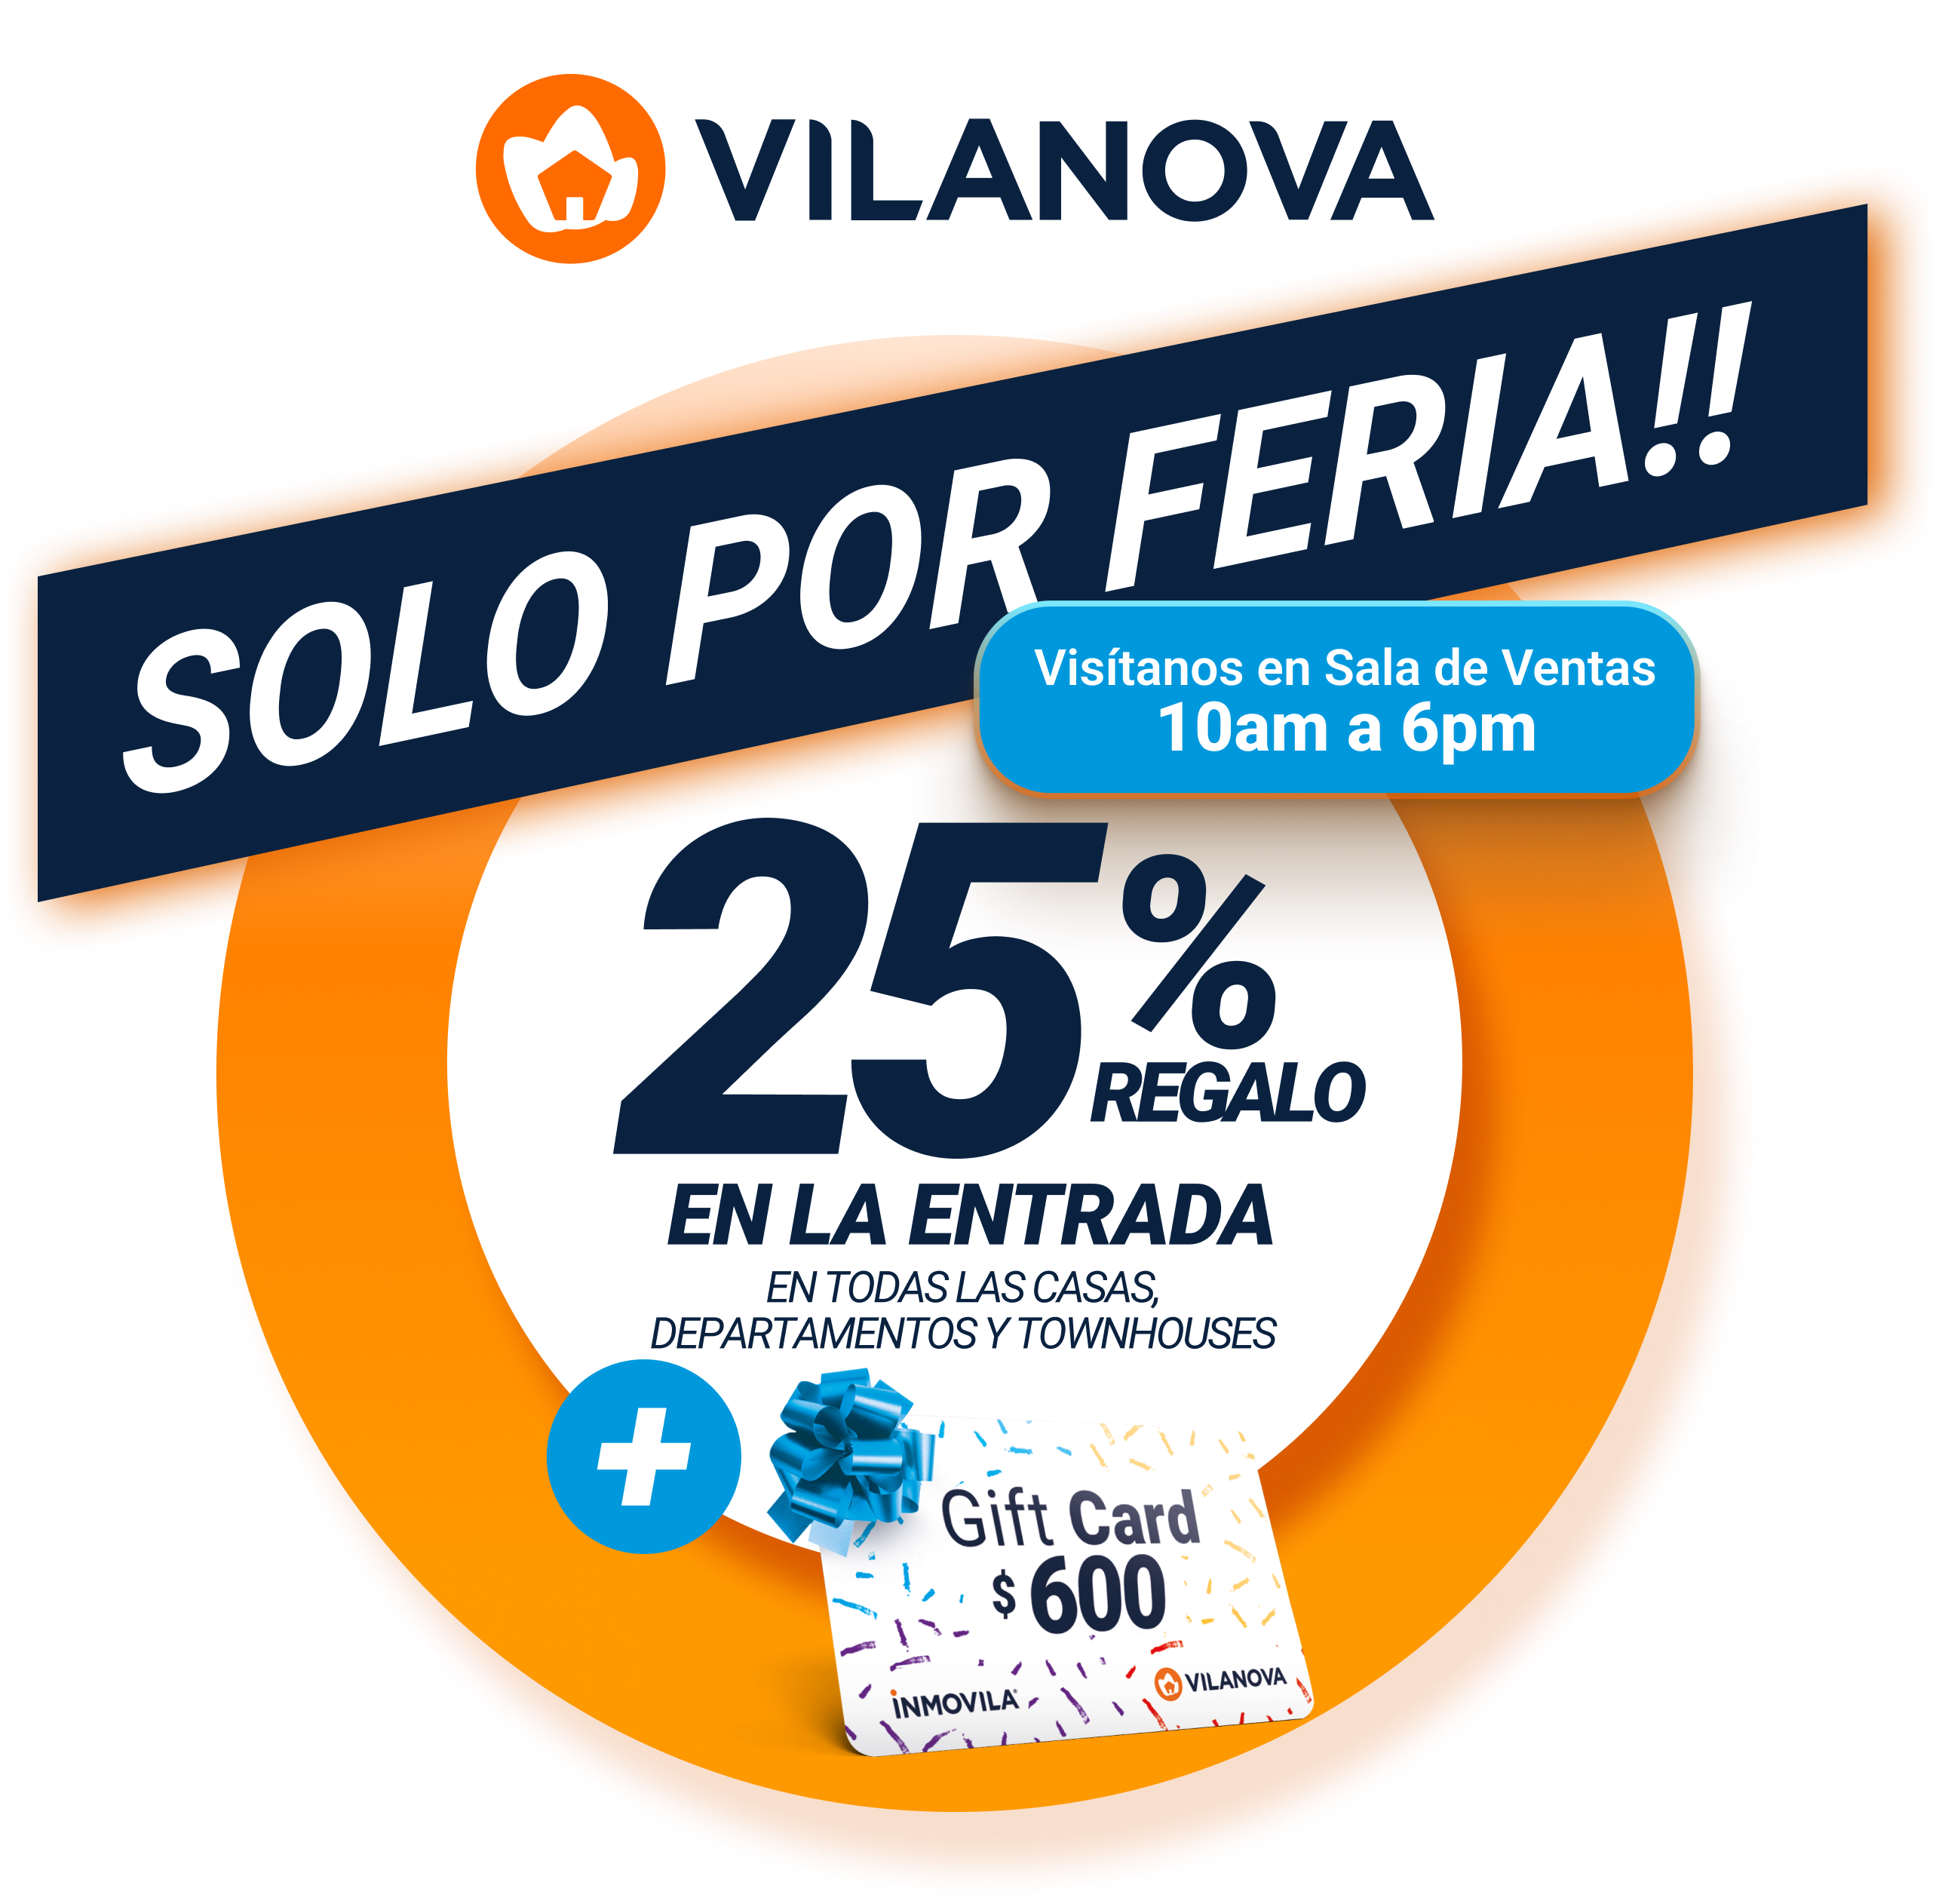 VILANOVA
SOLO POR FERIA!!
Visítanos en Sala de Ventas
10am a 6pm
25%
REGALO
EN LA ENTRADA
EN TODAS LAS CASAS,
DEPARTAMENTOS Y TOWNHOUSES
+
Gift Card
$ 600
INMOVILA®
VILANOVA